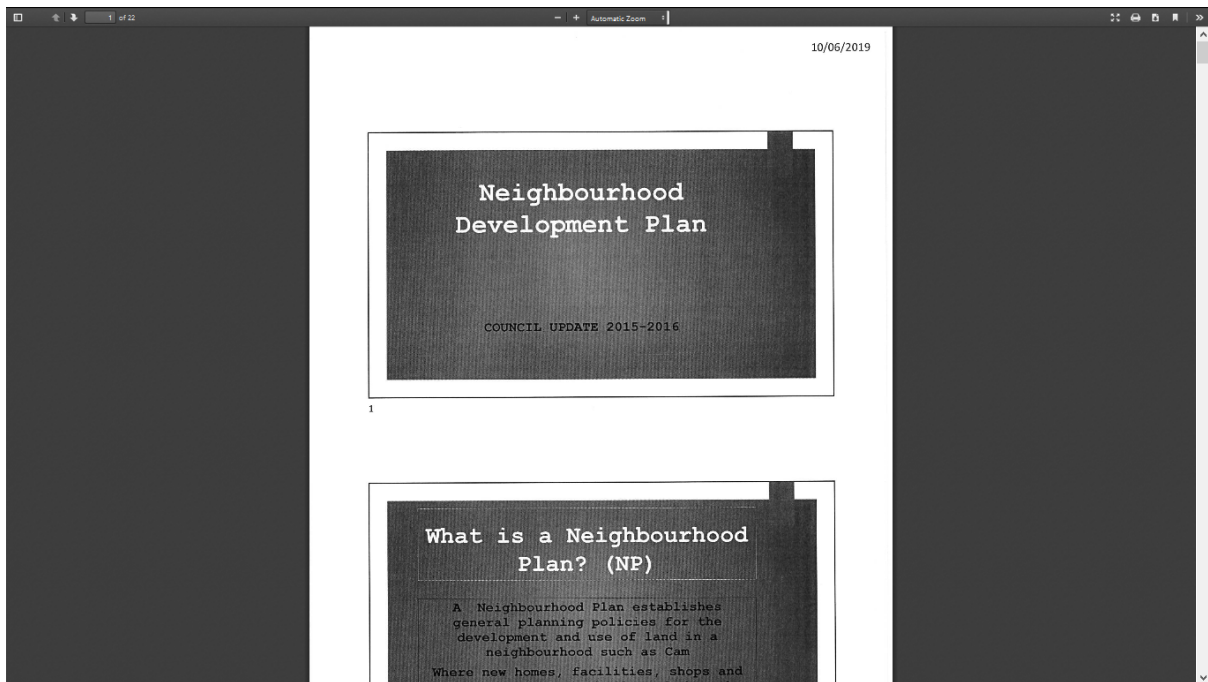 1 of 22
Automatic Zoom
10/06/2019
Neighbourhood
Development Plan
COUNCIL UPDATE 2015-2016
1
What is a Neighbourhood
Plan? (NP)
A Neighbourhood Plan establishes
general planning policies for the
development and use of land in a
neighbourhood such as Cam
Where new homes, facilities, shops and